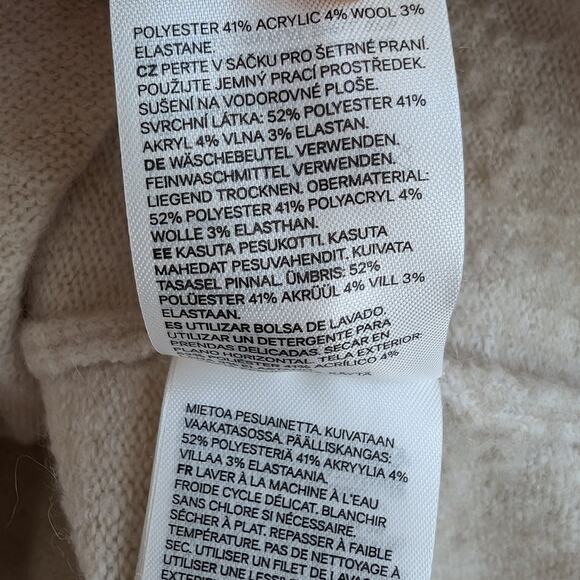 POLYESTER 41% ACRYLIC 4% WOOL 3%
ELASTANE.
CZ PERTE V SÁČKU PRO ŠETRNÉ PRANÍ.
POUŽIJTE JEMNÝ PRACÍ PROSTŘEDEK.
SUŠENÍ NA VODOROVNÉ PLOŠE.
SVRCHNÍ LÁTKA: 52% POLYESTER 41%
AKRYL 4% VLNA 3% ELASTAN.
DE WÄSCHEBEUTEL VERWENDEN.
FEINWASCHMITTEL VERWENDEN.
LIEGEND TROCKNEN. OBERMATERIAL:
52% POLYESTER 41% POLYACRYL 4%
WOLLE 3% ELASTHAN.
EE KASUTA PESUKOTTI. KASUTA
MAHEDAT PESUVAHENDIT. KUIVATA
TASASEL PINNAL. ÜMBRIS: 52%
POLÜESTER 41% AKRÜÜL 4% VILL 3%
ELASTAAN.
ES UTILIZAR BOLSA DE LAVADO.
UTILIZAR UN DETERGENTE PARA
PRENDAS DELICADAS. SECAR EN
PLANO HORIZONTAL. TELA EXTERIOR:
41% ACRÍLICO 4%
MIETOA PESUAINETTA. KUIVATAAN
VAAKATASOSSA. PÄÄLLISKANGAS:
52% POLYESTERIÄ 41% AKRYYLIA 4%
VILLAA 3% ELASTAANIA.
FR LAVER À LA MACHINE À L'EAU
FROIDE CYCLE DÉLICAT. BLANCHIR
SANS CHLORE SI NÉCESSAIRE.
SÉCHER À PLAT. REPASSER À FAIBLE
TEMPÉRATURE. PAS DE NETTOYAGE À
SEC. UTILISER UN FILET DE LAVAGE
UTILISER UNE